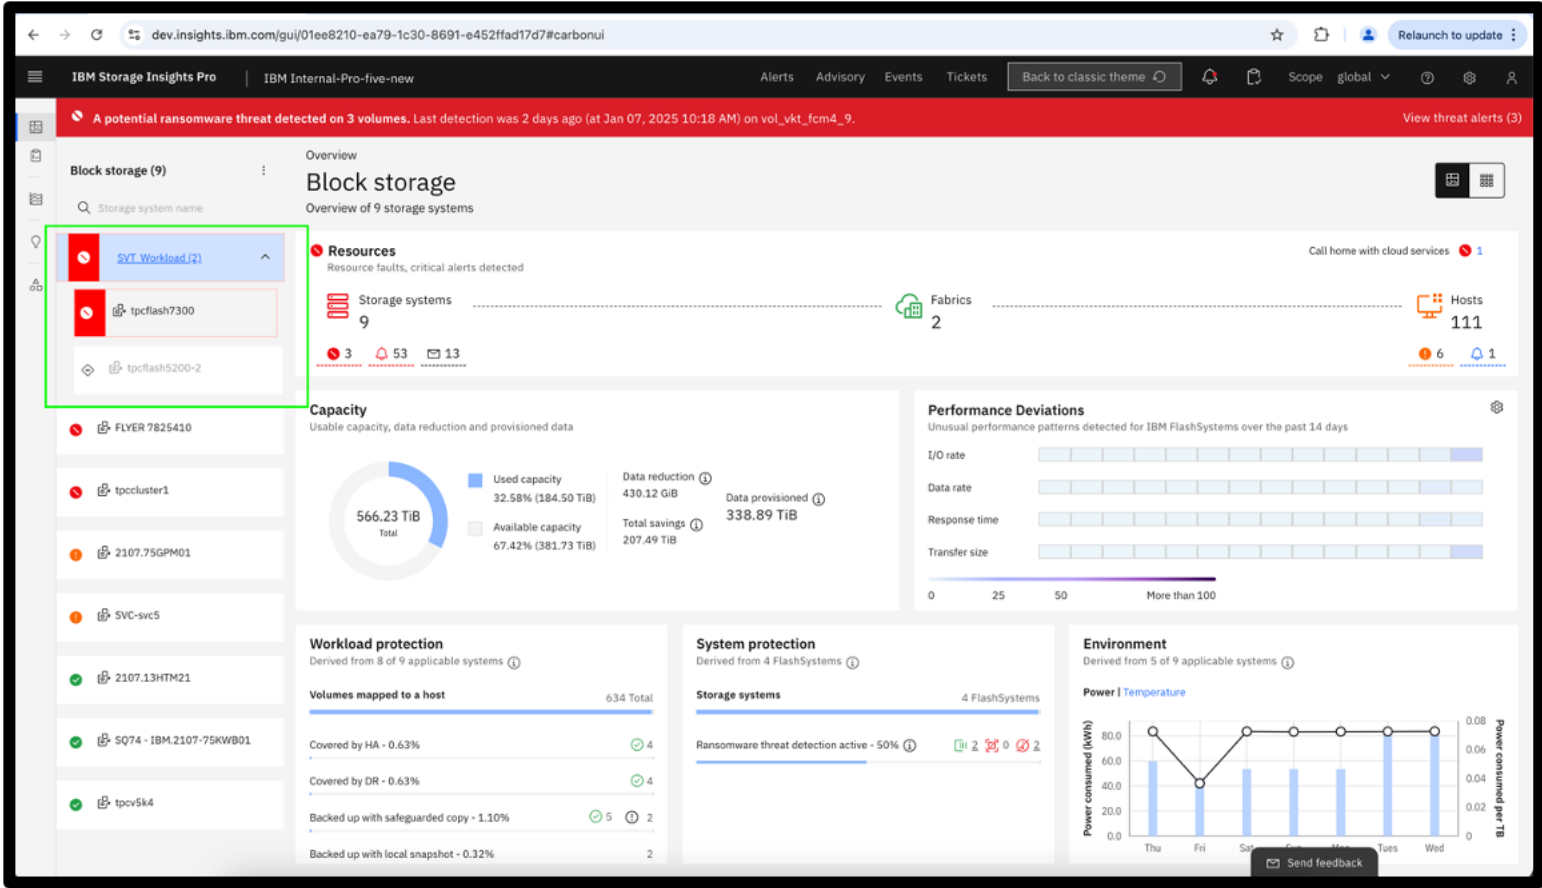 dev.insights.ibm.com/gui/01ee8210-ea79-1c30-8691-e452ffad17d7#carbonui
Relaunch to update
IBM Storage Insights Pro
IBM Internal-Pro-five-new
Alerts
Advisory
Events
Tickets
Back to classic theme
Scope
global
A potential ransomware threat detected on 3 volumes. Last detection was 2 days ago (at Jan 07, 2025 10:18 AM) on vol_vkt_fcm4_9.
View threat alerts (3)
Block storage (9)
Storage system name
SVT_Workload (2)
tpcflash7300
tpcflash5200-2
FLYER 7825410
tpccluster1
2107.75GPM01
SVC-svc5
2107.13HTM21
SQ74 - IBM.2107-75KWB01
tpcv5k4
Overview
Block storage
Overview of 9 storage systems
Resources
Resource faults, critical alerts detected
Call home with cloud services
1
Storage systems
9
Fabrics
2
Hosts
111
3
53
13
6
1
Capacity
Usable capacity, data reduction and provisioned data
566.23 TiB
Total
Used capacity
32.58% (184.50 TiB)
Available capacity
67.42% (381.73 TiB)
Data reduction
430.12 GiB
Total savings
207.49 TiB
Data provisioned
338.89 TiB
Performance Deviations
Unusual performance patterns detected for IBM FlashSystems over the past 14 days
I/O rate
Data rate
Response time
Transfer size
0
25
50
More than 100
Workload protection
Derived from 8 of 9 applicable systems
Volumes mapped to a host
634 Total
Covered by HA - 0.63%
4
Covered by DR - 0.63%
4
Backed up with safeguarded copy - 1.10%
5
2
Backed up with local snapshot - 0.32%
2
System protection
Derived from 4 FlashSystems
Storage systems
4 FlashSystems
Ransomware threat detection active - 50%
2
0
2
Environment
Derived from 5 of 9 applicable systems
Power | Temperature
Power consumed (kWh)
80.0
60.0
40.0
20.0
0.0
0.08
0.06
0.04
0.02
0
Power consumed per TB
Thu
Fri
Tues
Wed
Send feedback